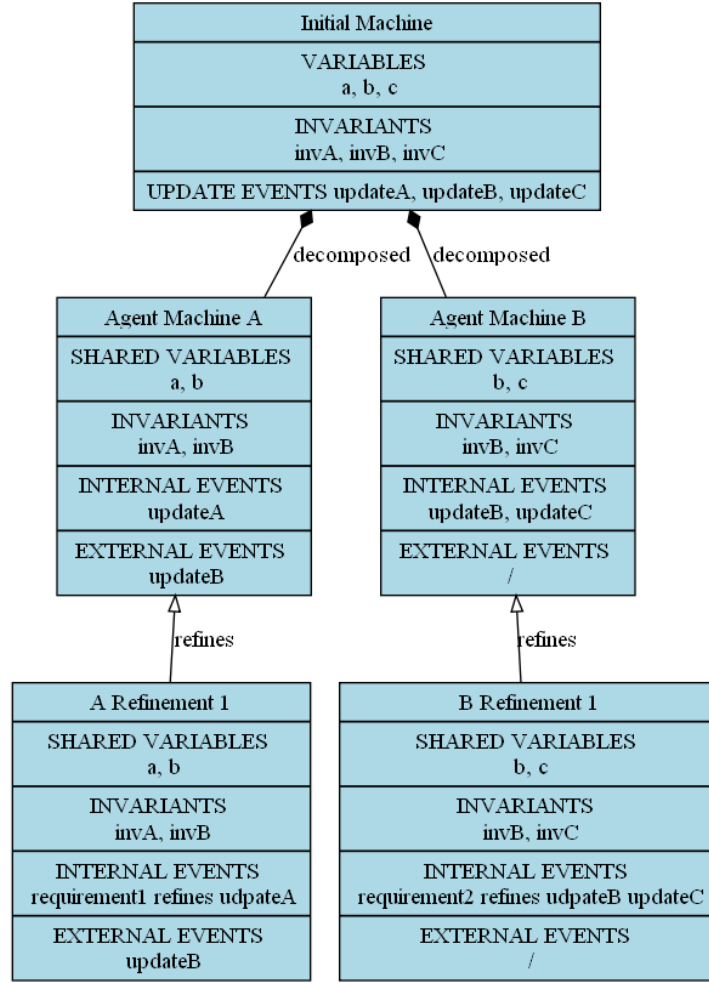 Initial Machine
VARIABLES
a, b, c
INVARIANTS
invA, invB, invC
UPDATE EVENTS updateA, updateB, updateC
decomposed
decomposed
Agent Machine A
SHARED VARIABLES
a, b
INVARIANTS
invA, invB
INTERNAL EVENTS
updateA
EXTERNAL EVENTS
updateB
Agent Machine B
SHARED VARIABLES
b, c
INVARIANTS
invB, invC
INTERNAL EVENTS
updateB, updateC
EXTERNAL EVENTS
/
refines
refines
A Refinement 1
SHARED VARIABLES
a, b
INVARIANTS
invA, invB
INTERNAL EVENTS
requirement1 refines udpateA
EXTERNAL EVENTS
updateB
B Refinement 1
SHARED VARIABLES
b, c
INVARIANTS
invB, invC
INTERNAL EVENTS
requirement2 refines udpateB updateC
EXTERNAL EVENTS
/